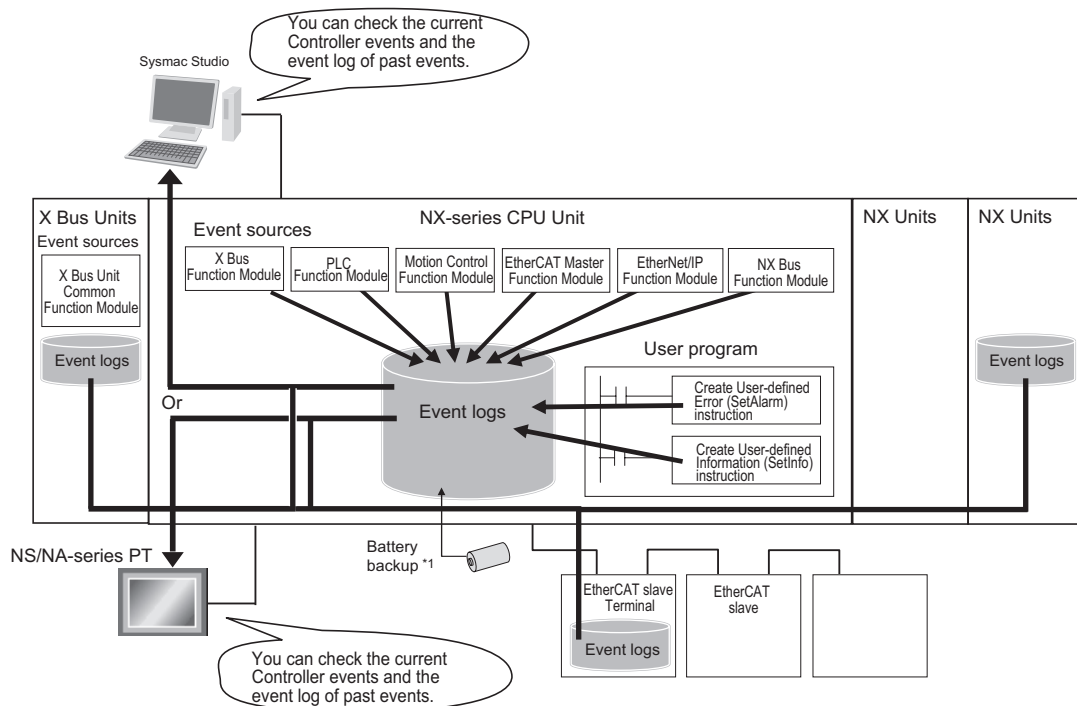 You can check the current
Controller events and the
event log of past events.
Sysmac Studio
X Bus Units
Event sources
X Bus Unit
Common
Function Module
Event logs
NX-series CPU Unit
Event sources
X Bus
Function Module
PLC
Function Module
Motion Control
Function Module
EtherCAT Master
Function Module
EtherNet/IP
Function Module
NX Bus
Function Module
Event logs
User program
Create User-defined
Error (SetAlarm)
instruction
Create User-defined
Information (SetInfo)
instruction
NX Units
NX Units
Event logs
Or
NS/NA-series PT
Battery
backup *1
EtherCAT slave
Terminal
Event logs
EtherCAT
slave
You can check the current
Controller events and the
event log of past events.